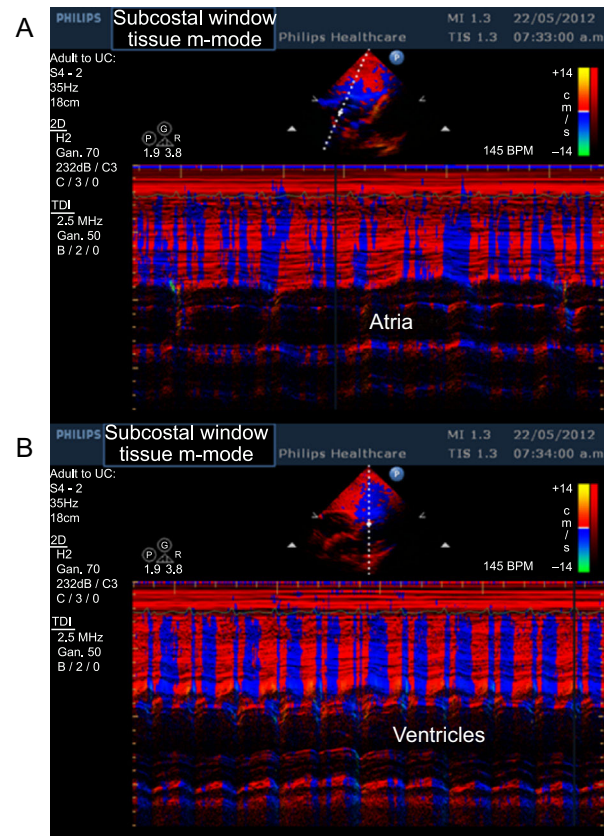 A
PHILIPS
Subcostal window
tissue m-mode
Philips Healthcare
MI 1.3 22/05/2012
TIS 1.3 07:33:00 a.m
Adult to UC:
S4 - 2
35Hz
18cm
2D
H2
Gan. 70
232dB / C3
C / 3 / 0
TDI
2.5 MHz
Gan. 50
B / 2 / 0
G
P R
1.9 3.8
P
145 BPM
+14
c
m
/
s
–14
Atria
B
PHILIPS
Subcostal window
tissue m-mode
Philips Healthcare
MI 1.3 22/05/2012
TIS 1.3 07:34:00 a.m
Adult to UC:
S4 - 2
35Hz
18cm
2D
H2
Gan. 70
232dB / C3
C / 3 / 0
TDI
2.5 MHz
Gan. 50
B / 2 / 0
G
P R
1.9 3.8
P
145 BPM
+14
c
m
/
s
–14
Ventricles